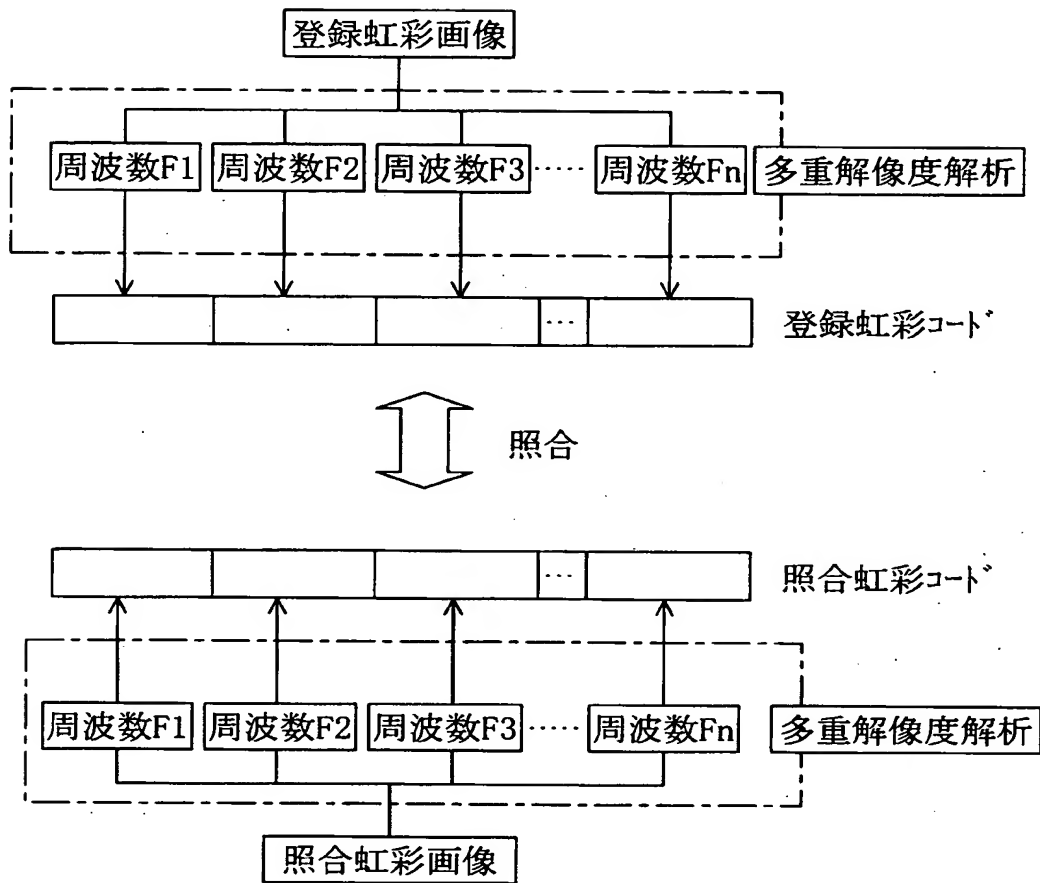 登録虹彩画像
周波数F1 周波数F2 周波数F3 ‥‥‥ 周波数Fn 多重解像度解析
… 登録虹彩ｺｰﾄﾞ
照合
… 照合虹彩ｺｰﾄﾞ
周波数F1 周波数F2 周波数F3 ‥‥‥ 周波数Fn 多重解像度解析
照合虹彩画像